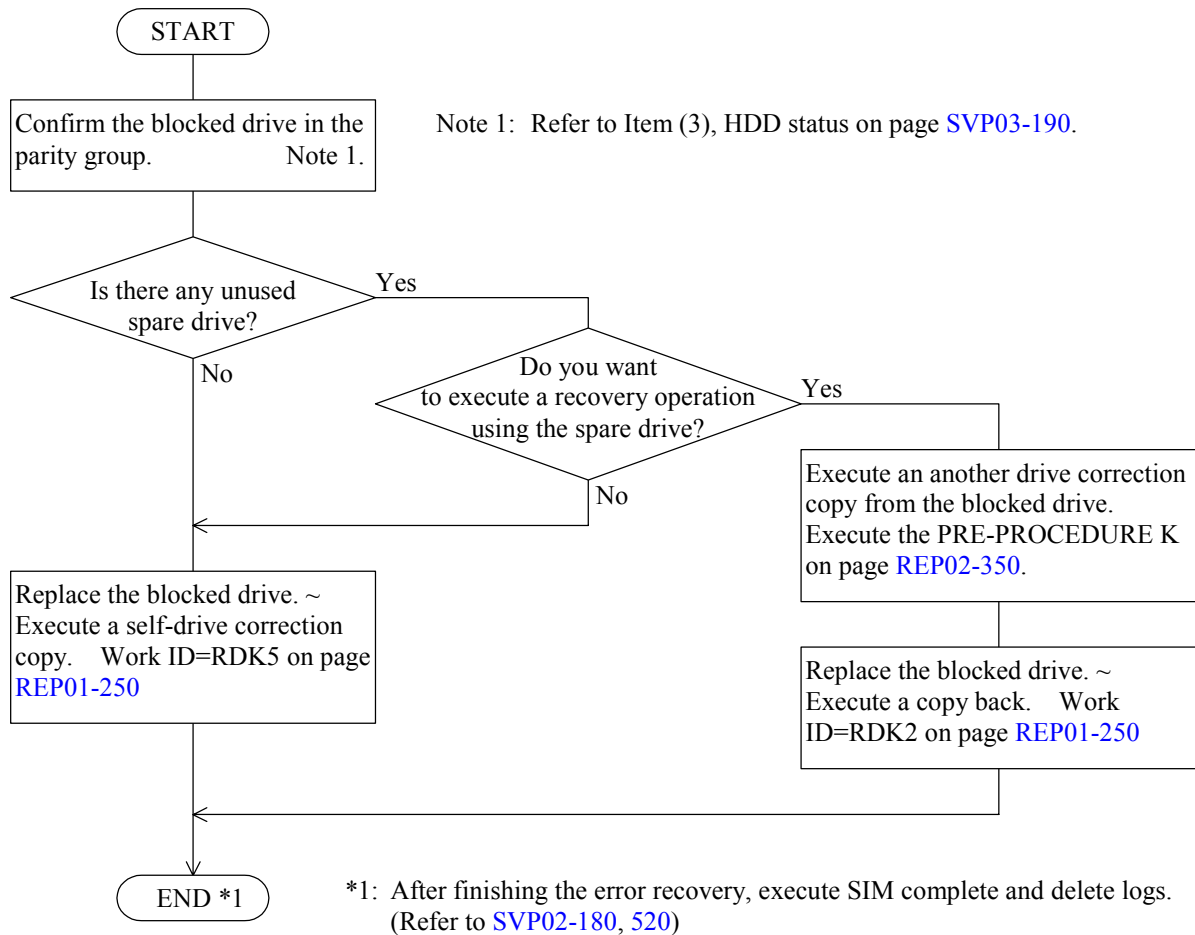 START
Confirm the blocked drive in the
parity group. Note 1.
Note 1: Refer to Item (3), HDD status on page SVP03-190.
Is there any unused
spare drive?
Yes
No
Do you want
to execute a recovery operation
using the spare drive?
Yes
No
Execute an another drive correction
copy from the blocked drive.
Execute the PRE-PROCEDURE K
on page REP02-350.
Replace the blocked drive. ~
Execute a self-drive correction
copy. Work ID=RDK5 on page
REP01-250
Replace the blocked drive. ~
Execute a copy back. Work
ID=RDK2 on page REP01-250
END *1
*1: After finishing the error recovery, execute SIM complete and delete logs.
(Refer to SVP02-180, 520)